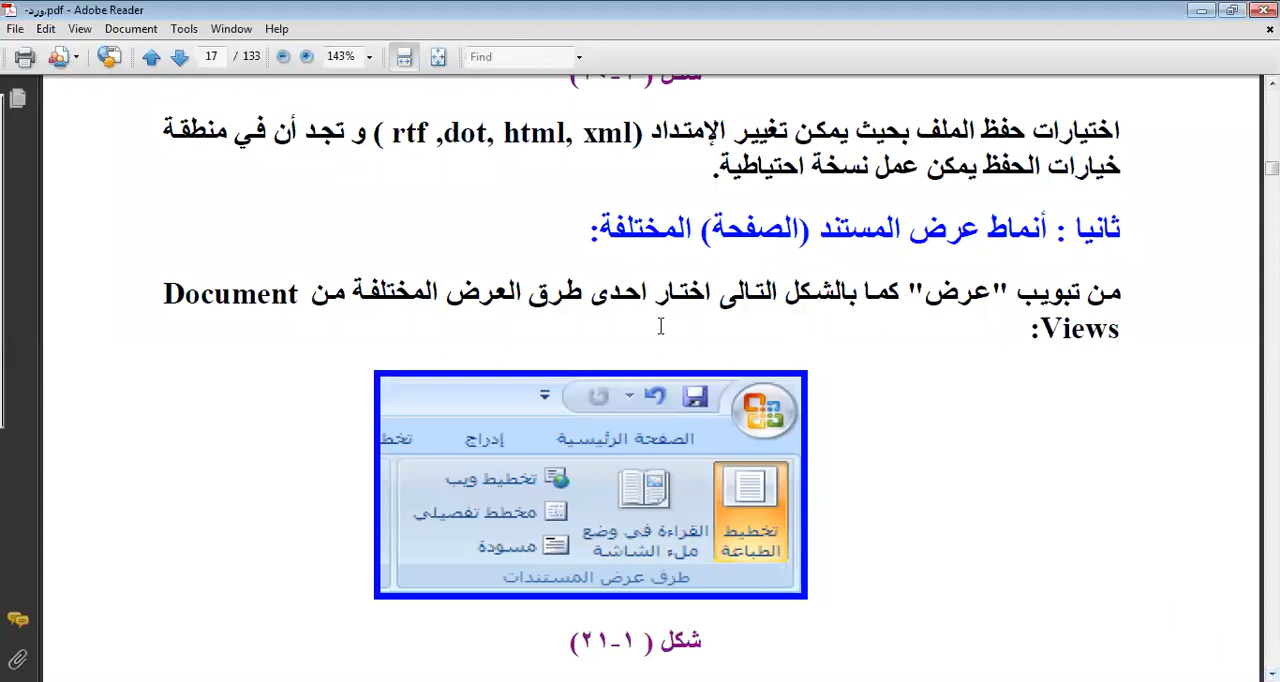 ورد-.pdf - Adobe Reader
File Edit View Document Tools Window Help
17 / 133 143% Find
اختيارات حفظ الملف بحيث يمكن تغيير الإمتداد (rtf ,dot, html, xml ) و تجد أن في منطقة
خيارات الحفظ يمكن عمل نسخة احتياطية.
ثانيا : أنماط عرض المستند (الصفحة) المختلفة:
من تبويب "عرض" كما بالشكل التالى اختار احدى طرق العرض المختلفة من Document
Views:
الصفحة الرئيسية إدراج تخط
تخطيط الطباعة
القراءة في وضع ملء الشاشة
تخطيط ويب
مخطط تفصيلي
مسودة
طرق عرض المستندات
شكل ( ١-٢١)